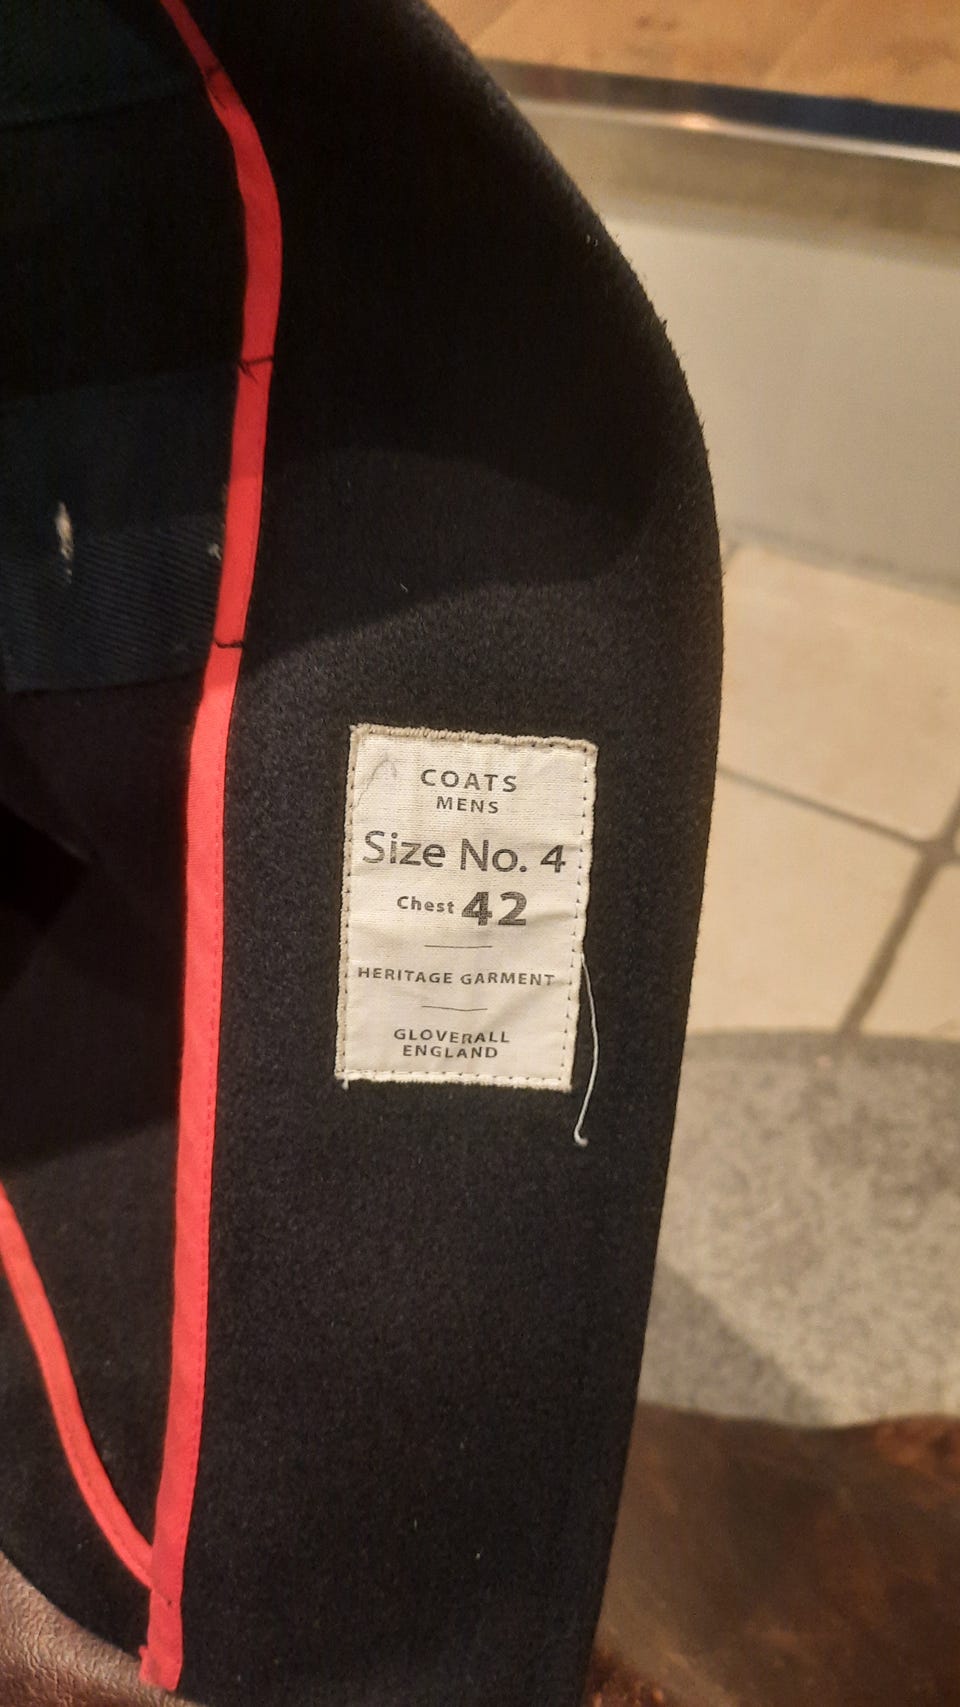 COATS
MENS
Size No. 4
Chest 42
HERITAGE GARMENT
GLOVERALL
ENGLAND